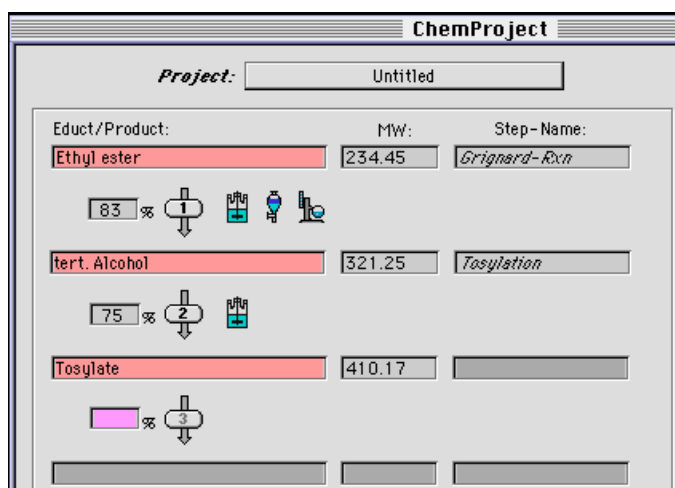 ChemProject
Project: Untitled
Educt/Product: MW: Step-Name:
Ethyl ester 234.45 Grignard-Rxn
83 % 1
tert. Alcohol 321.25 Tosylation
75 % 2
Tosylate 410.17
% 3